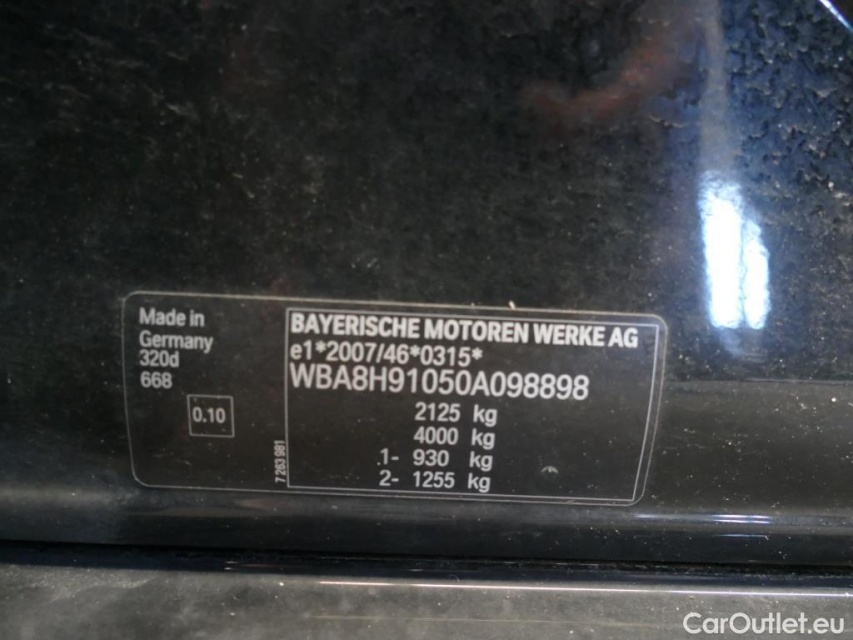 Made in
Germany
320d
668
0.10
7 263 981
BAYERISCHE MOTOREN WERKE AG
e1*2007/46*0315*
WBA8H91050A098898
2125 kg
4000 kg
1- 930 kg
2- 1255 kg
CarOutlet.eu